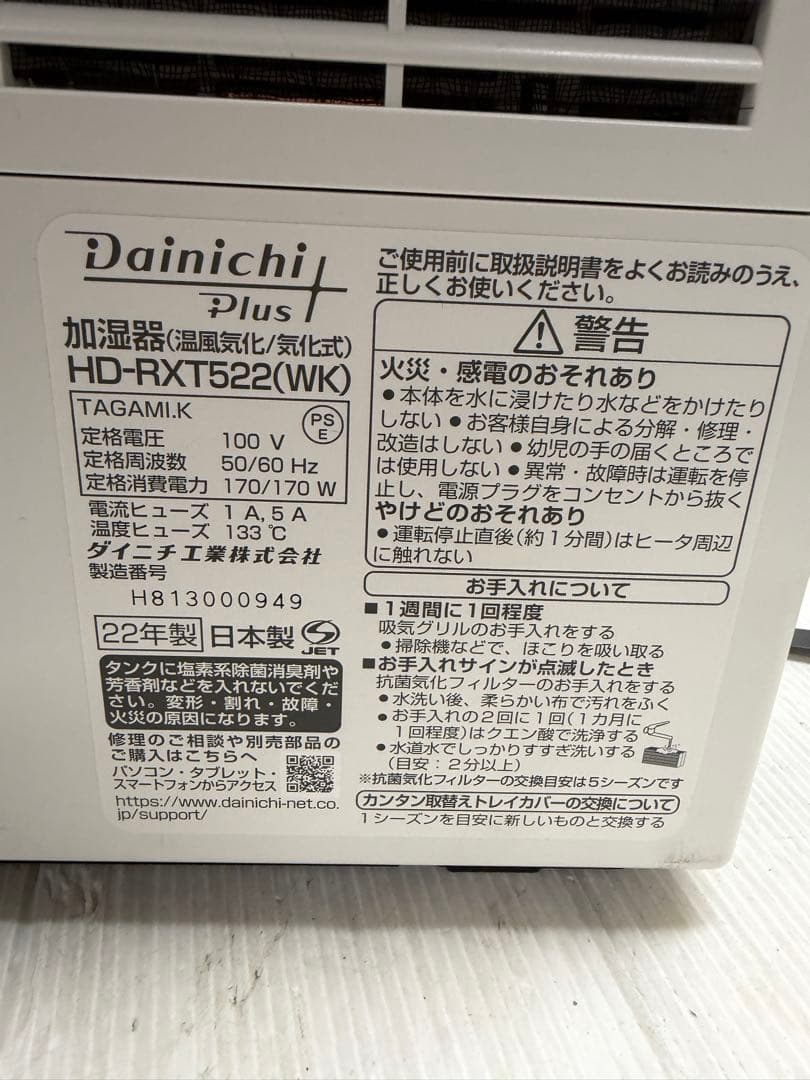 Dainichi
Plus
加湿器(温風気化/気化式)
HD-RXT522(WK)
TAGAMI.K
PS
E
定格電圧 100 V
定格周波数 50/60 Hz
定格消費電力 170/170 W
電流ヒューズ 1 A, 5 A
温度ヒューズ 133 ℃
ダイニチ工業株式会社
製造番号
H813000949
22年製 日本製 JET
タンクに塩素系除菌消臭剤や
芳香剤などを入れないでくだ
さい。変形・割れ・故障・
火災の原因になります。
修理のご相談や別売部品の
ご購入はこちらへ
パソコン・タブレット・
スマートフォンからアクセス
https://www.dainichi-net.co.
jp/support/
ご使用前に取扱説明書をよくお読みのうえ、
正しくお使いください。
警告
火災・感電のおそれあり
●本体を水に浸けたり水などをかけたり
しない●お客様自身による分解・修理・
改造はしない●幼児の手の届くところで
は使用しない●異常・故障時は運転を停
止し、電源プラグをコンセントから抜く
やけどのおそれあり
●運転停止直後(約1分間)はヒータ周辺
に触れない
お手入れについて
■1週間に1回程度
吸気グリルのお手入れをする
●掃除機などで、ほこりを吸い取る
■お手入れサインが点滅したとき
抗菌気化フィルターのお手入れをする
●水洗い後、柔らかい布で汚れをふく
●お手入れの2回に1回(1カ月に
1回程度)はクエン酸で洗浄する
●水道水でしっかりすすぎ洗いする
(目安：2分以上)
※抗菌気化フィルターの交換目安は5シーズンです
カンタン取替えトレイカバーの交換について
1シーズンを目安に新しいものと交換する